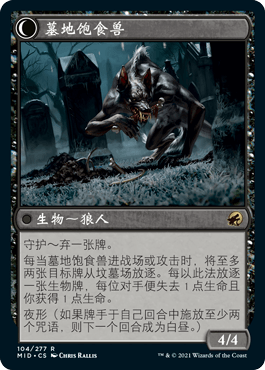 墓地饱食兽
生物～狼人
守护～弃一张牌。
每当墓地饱食兽进战场或攻击时，将至多
两张目标牌从坟墓场放逐。每以此法放逐
一张生物牌，每位对手便失去 1 点生命且
你获得 1 点生命。
夜形（如果牌手于自己回合中施放至少两
个咒语，则下一个回合成为白昼。）
4/4
104/277 R
MID • CS CHRIS RALLIS
™ & © 2021 Wizards of the Coast